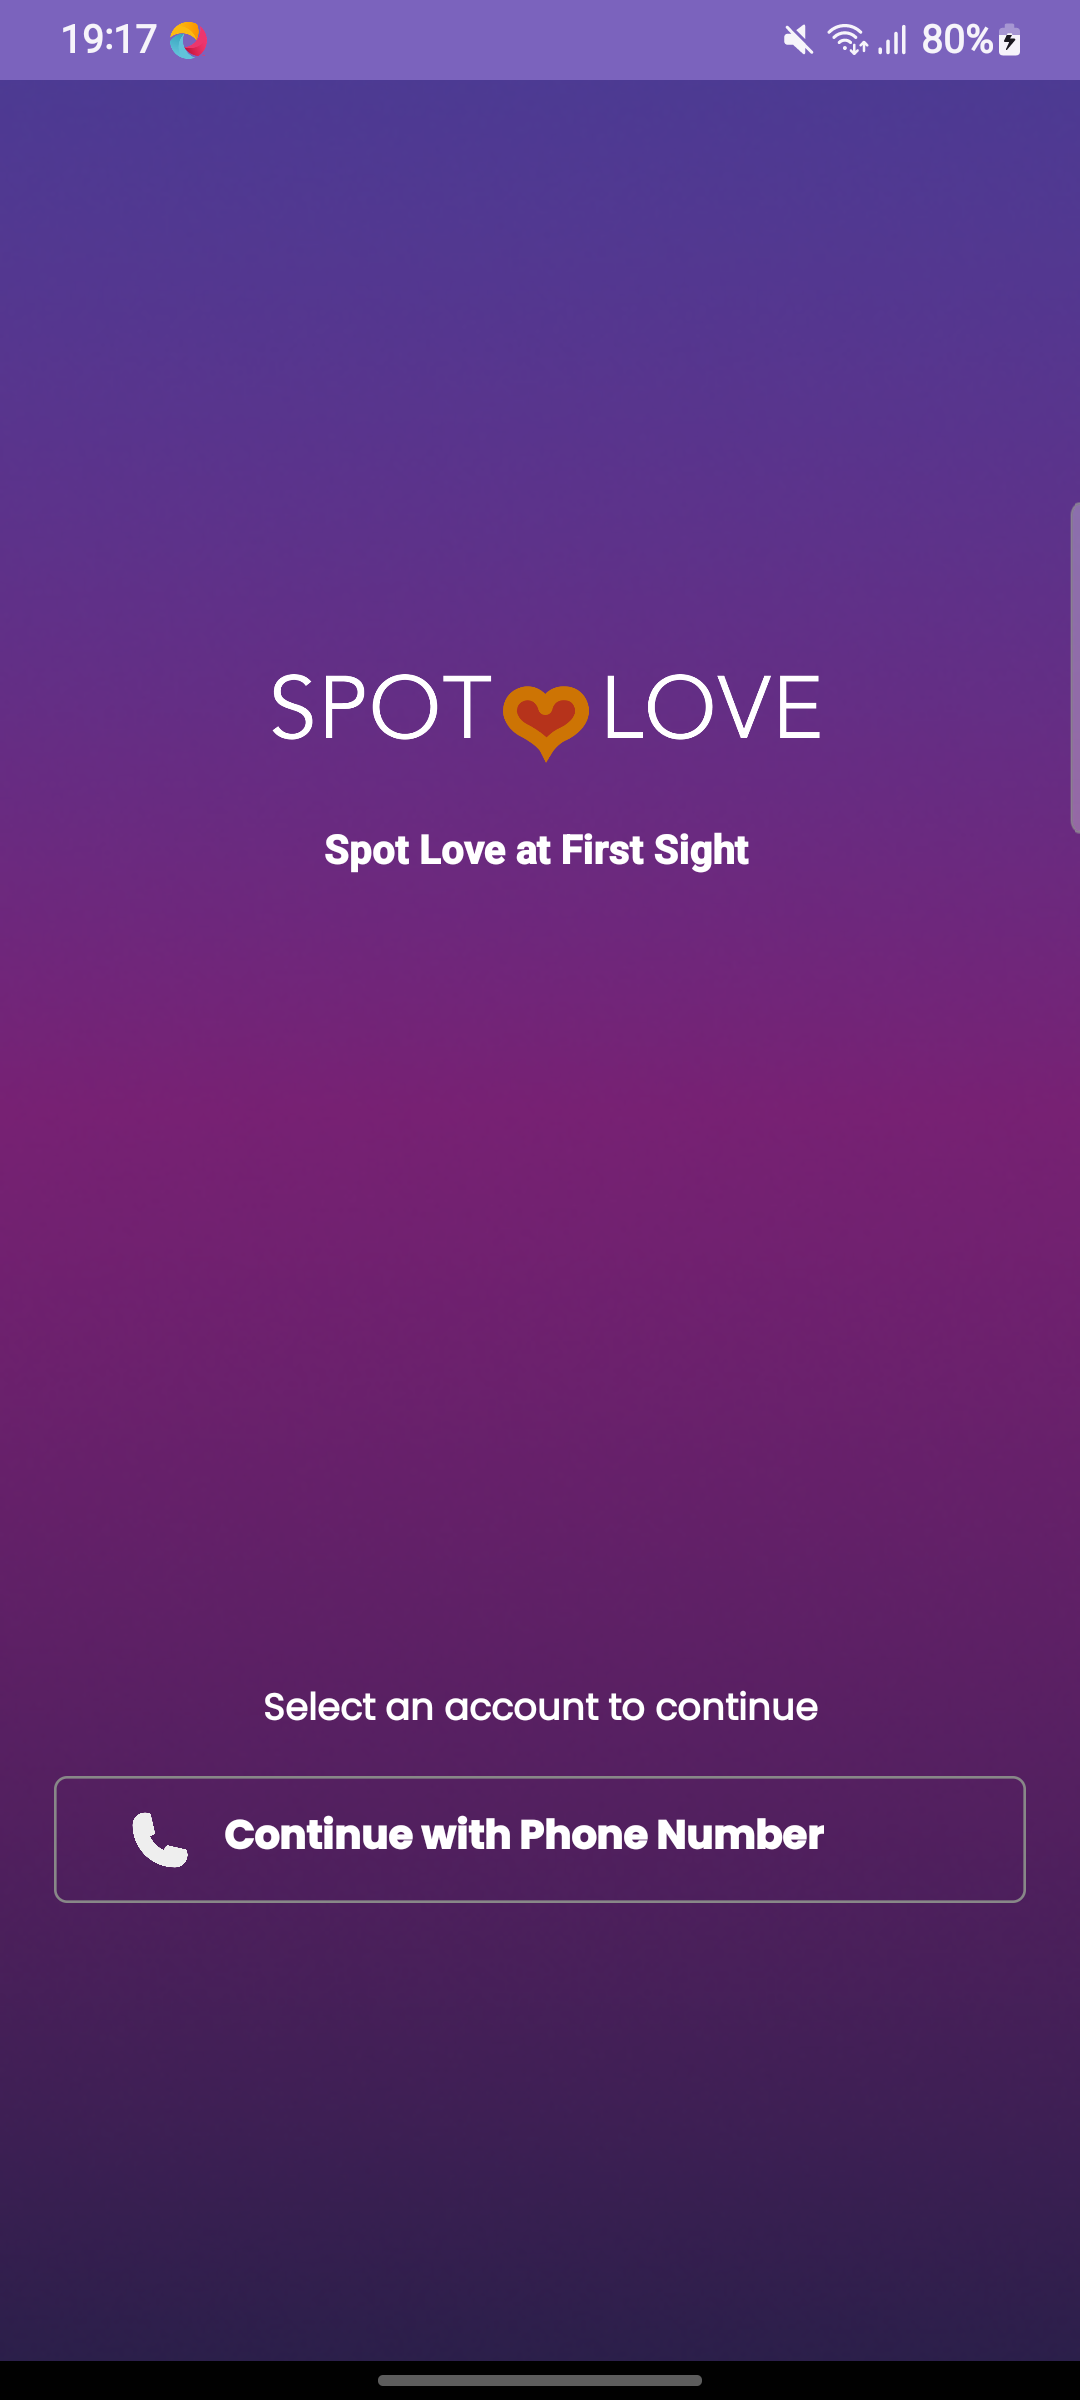 19:17
80%
SPOT LOVE
Spot Love at First Sight
Select an account to continue
Continue with Phone Number